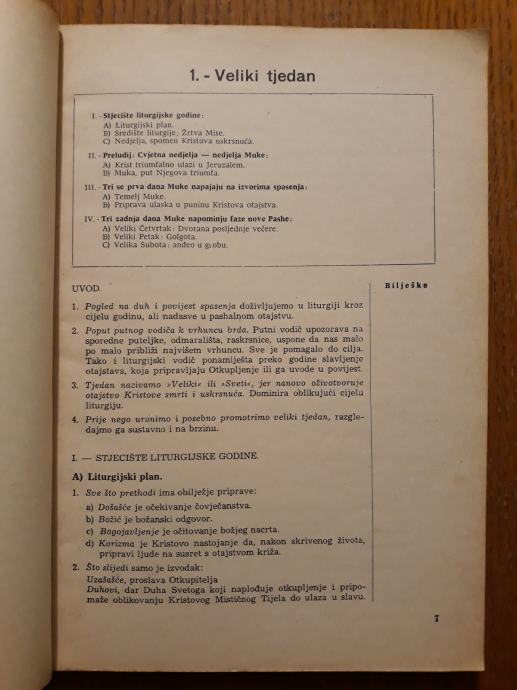 1. - Veliki tjedan
I. - Stjecište liturgijske godine:
A) Liturgijski plan.
B) Središte liturgije; Žrtva Mise.
C) Nedjelja, spomen Kristova uskrsnuća.
II. - Preludij: Cvjetna nedjelja — nedjelja Muke:
A) Krist triumfalno ulazi u Jeruzalem.
B) Muka, put Njegova triumfa.
III. - Tri se prva dana Muke napajaju na izvorima spasenja:
A) Temelj Muke.
B) Priprava ulaska u puninu Kristova otajstva.
IV. - Tri zadnja dana Muke napominju faze nove Pashe:
A) Veliki Četvrtak: Dvorana posljednje večere.
B) Veliki Petak: Golgota.
C) Velika Subota: anđeo u grobu.
UVOD.
1. Pogled na duh i povijest spasenja doživljujemo u liturgiji kroz
cijelu godinu, ali nadasve u pashalnom otajstvu.
2. Poput putnog vodiča k vrhuncu brda. Putni vodič upozorava na
sporedne puteljke, odmarališta, raskrsnice, uspone da nas malo
po malo približi najvišem vrhuncu. Sve je pomagalo do cilja.
Tako i liturgijski vodič ponamlješta preko godine slavljenje
otajstava, koja pripravljaju Otkupljenje ili ga uvode u povijest.
3. Tjedan nazivamo »Veliki« ili »Sveti«, jer nanovo oživotvoruje
otajstvo Kristove smrti i uskrsnuća. Dominira oblikujući cijelu
liturgiju.
4. Prije nego uronimo i posebno promotrimo veliki tjedan, razgle-
dajmo ga sustavno i na brzinu.
I. — STJECIŠTE LITURGIJSKE GODINE.
A) Liturgijski plan.
1. Sve što prethodi ima obilježje priprave:
a) Došašće je očekivanje čovječanstva.
b) Božić je božanski odgovor.
c) Bogojavljenje je očitovanje božjeg nacrta.
d) Korizma je Kristovo nastojanje da, nakon skrivenog života,
pripravi ljude na susret s otajstvom križa.
2. Što slijedi samo je izvodak:
Uzašašće, proslava Otkupitelja
Duhovi, dar Duha Svetoga koji naplođuje otkupljenje i pripo-
maže oblikovanju Kristovog Mističnog Tijela do ulaza u slavu.
Bilješke
7